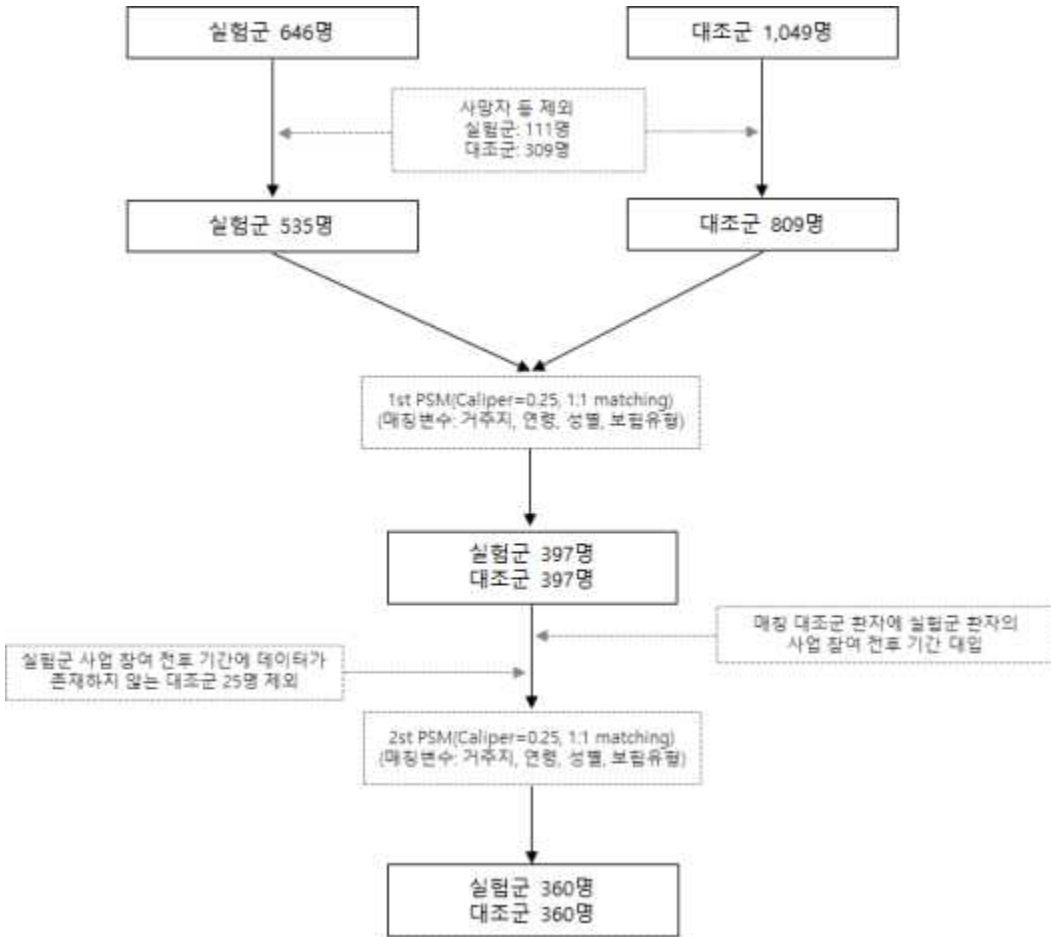 실험군 646명
대조군 1,049명
사망자 등 제외
실험군: 111명
대조군: 309명
실험군 535명
대조군 809명
1st PSM(Caliper=0.25, 1:1 matching)
(매칭변수: 거주지, 연령, 성별, 보험유형)
실험군 397명
대조군 397명
매칭 대조군 환자에 실험군 환자의
사업 참여 전후 기간 대입
실험군 사업 참여 전후 기간에 데이터가
존재하지 않는 대조군 25명 제외
2st PSM(Caliper=0.25, 1:1 matching)
(매칭변수: 거주지, 연령, 성별, 보험유형)
실험군 360명
대조군 360명